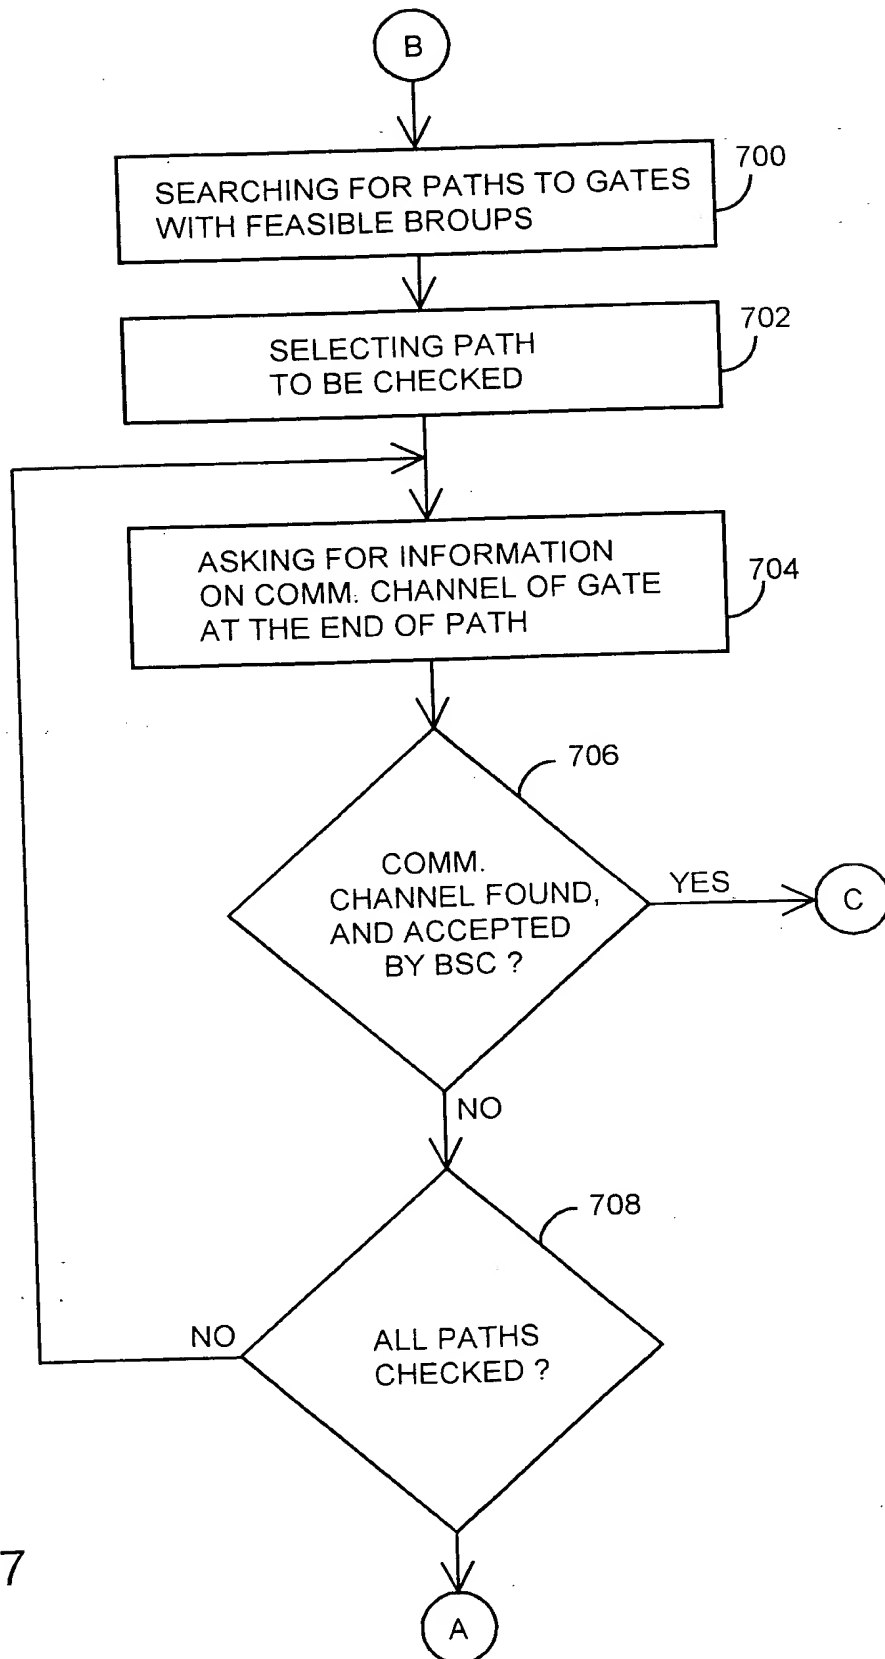 B
SEARCHING FOR PATHS TO GATES
WITH FEASIBLE BROUPS
700
SELECTING PATH
TO BE CHECKED
702
ASKING FOR INFORMATION
ON COMM. CHANNEL OF GATE
AT THE END OF PATH
704
706
COMM.
CHANNEL FOUND,
AND ACCEPTED
BY BSC ?
YES
C
NO
708
ALL PATHS
CHECKED ?
NO
7
A